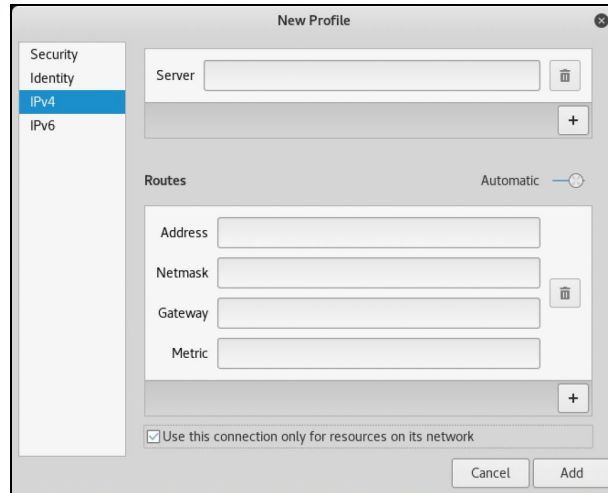 New Profile
Security
Identity
IPv4
IPv6
Server
+
Routes
Automatic
Address
Netmask
Gateway
Metric
+
Use this connection only for resources on its network
Cancel
Add